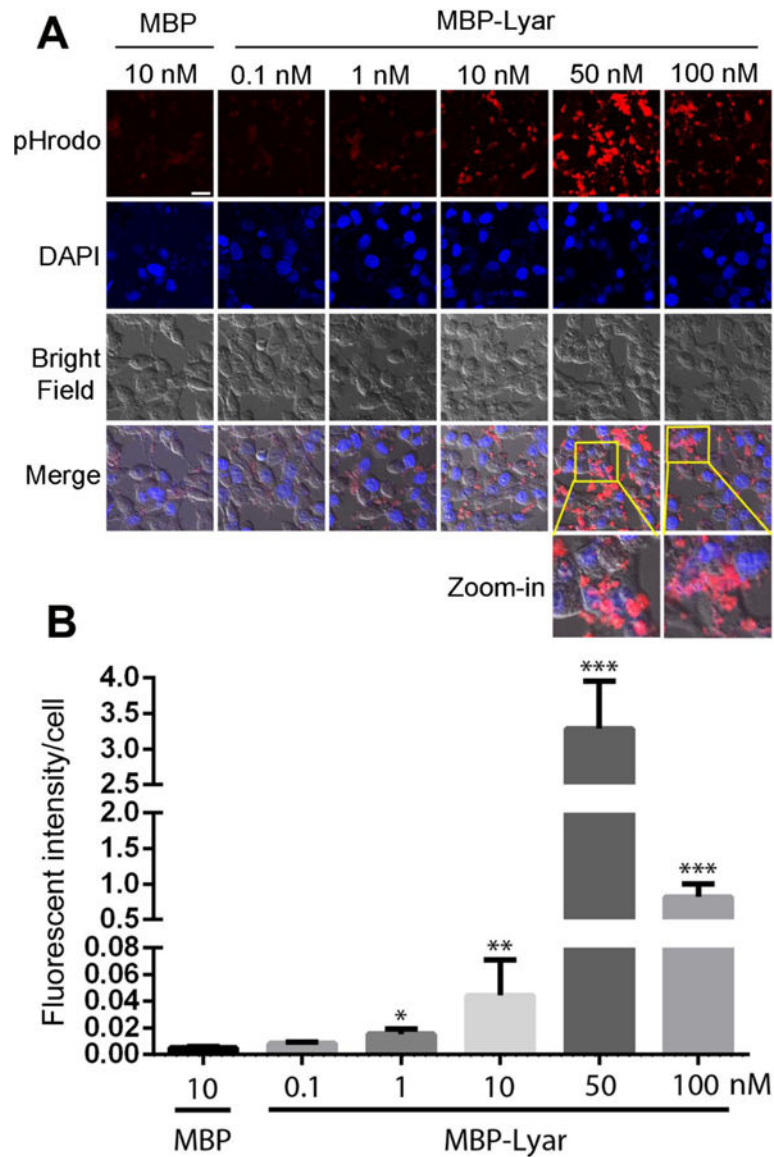 A
MBP
MBP-Lyar
10 nM
0.1 nM
1 nM
10 nM
50 nM
100 nM
pHrodo
DAPI
Bright
Field
Merge
Zoom-in
B
Fluorescent intensity/cell
4.0
3.5
3.0
2.5
2.0
1.5
1.0
0.5
0.08
0.06
0.04
0.02
0.00
*
**
***
***
10
0.1
1
10
50
100 nM
MBP
MBP-Lyar